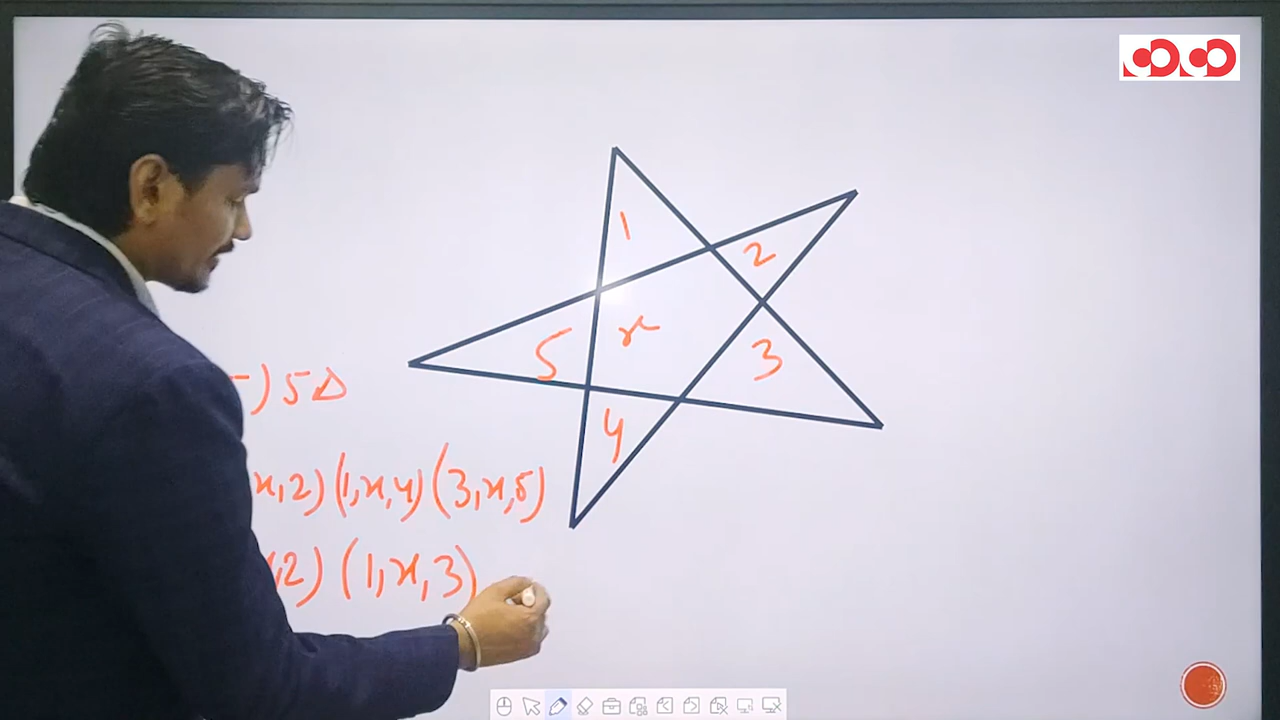 1
2
x
5
3
4
-) 5 Δ
x,2) (1,x,4) (3,x,5)
,2) (1,x,3)